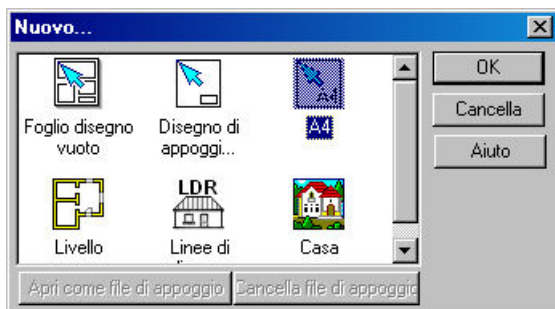 Nuovo...
OK
Cancella
Aiuto
A4
Foglio disegno
vuoto
Disegno di
appoggi...
A4
LDR
Livello
Linee di
Casa
Apri come file di appoggio
Cancella file di appoggio